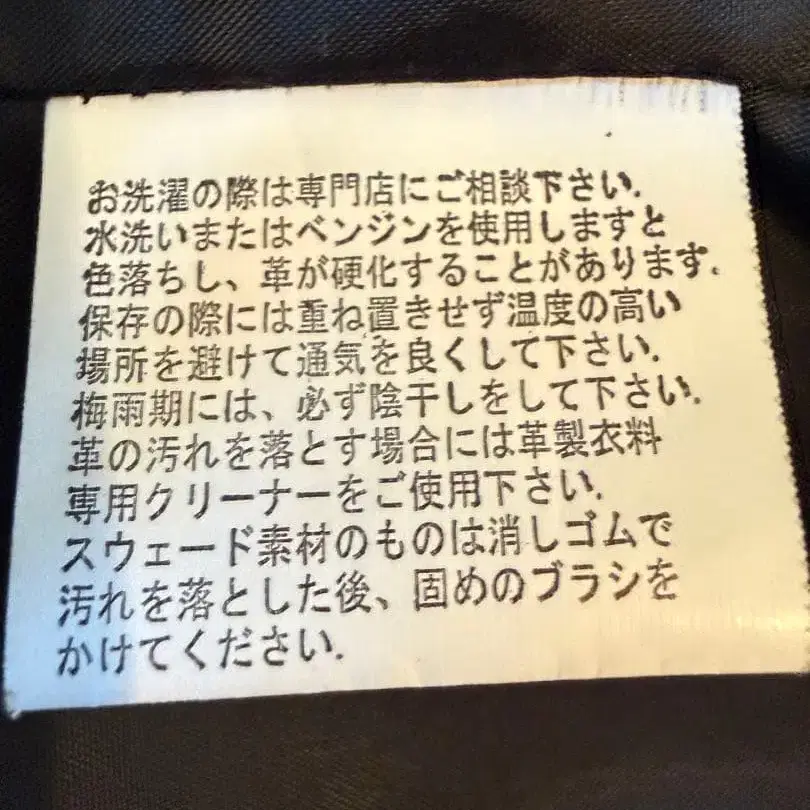 お洗濯の際は専門店にご相談下さい.
水洗いまたはベンジンを使用しますと
色落ちし、革が硬化することがあります.
保存の際には重ね置きせず温度の高い
場所を避けて通気を良くして下さい.
梅雨期には、必ず陰干しをして下さい.
革の汚れを落とす場合には革製衣料
専用クリーナーをご使用下さい.
スウェード素材のものは消しゴムで
汚れを落とした後、固めのブラシを
かけてください.